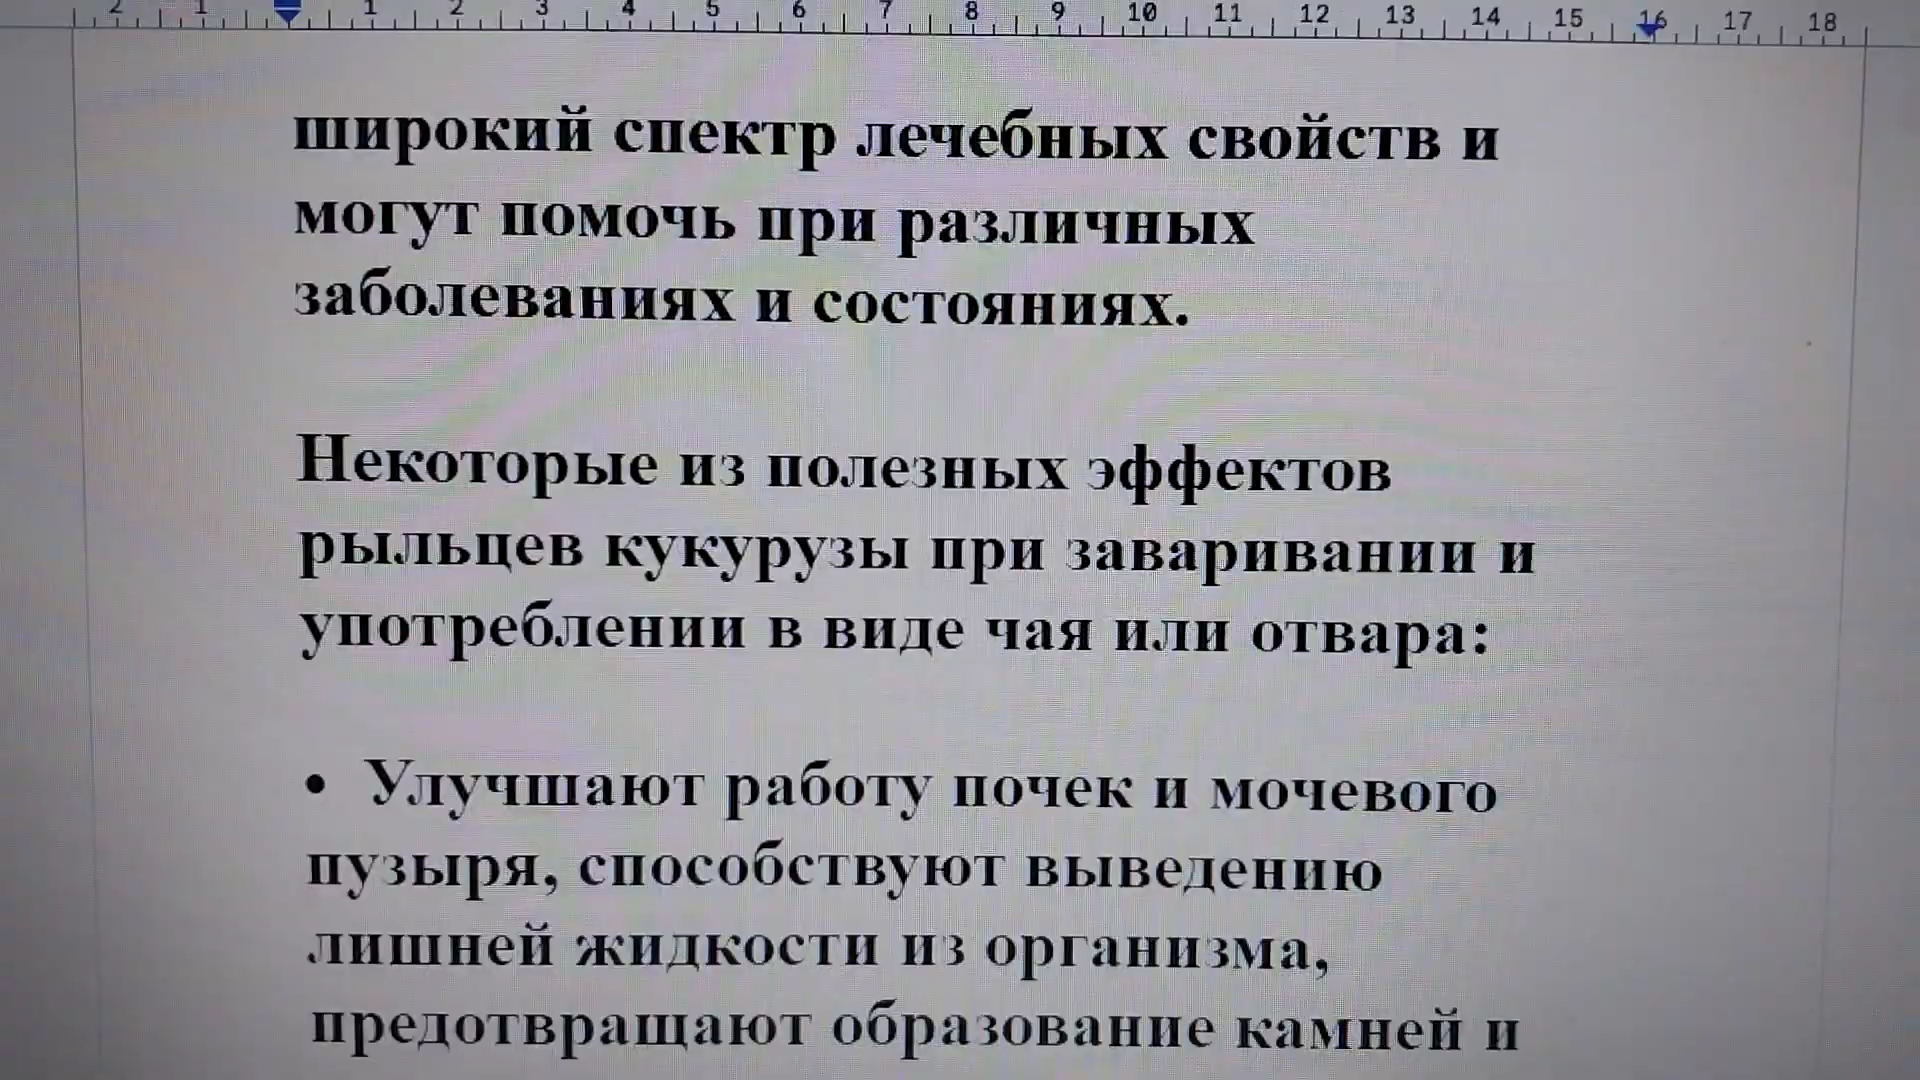 2 1 1 2 3 4 5 6 7 8 9 10 11 12 13 14 15 16 17 18
широкий спектр лечебных свойств и
могут помочь при различных
заболеваниях и состояниях.
Некоторые из полезных эффектов
рыльцев кукурузы при заваривании и
употреблении в виде чая или отвара:
• Улучшают работу почек и мочевого
пузыря, способствуют выведению
лишней жидкости из организма,
предотвращают образование камней и